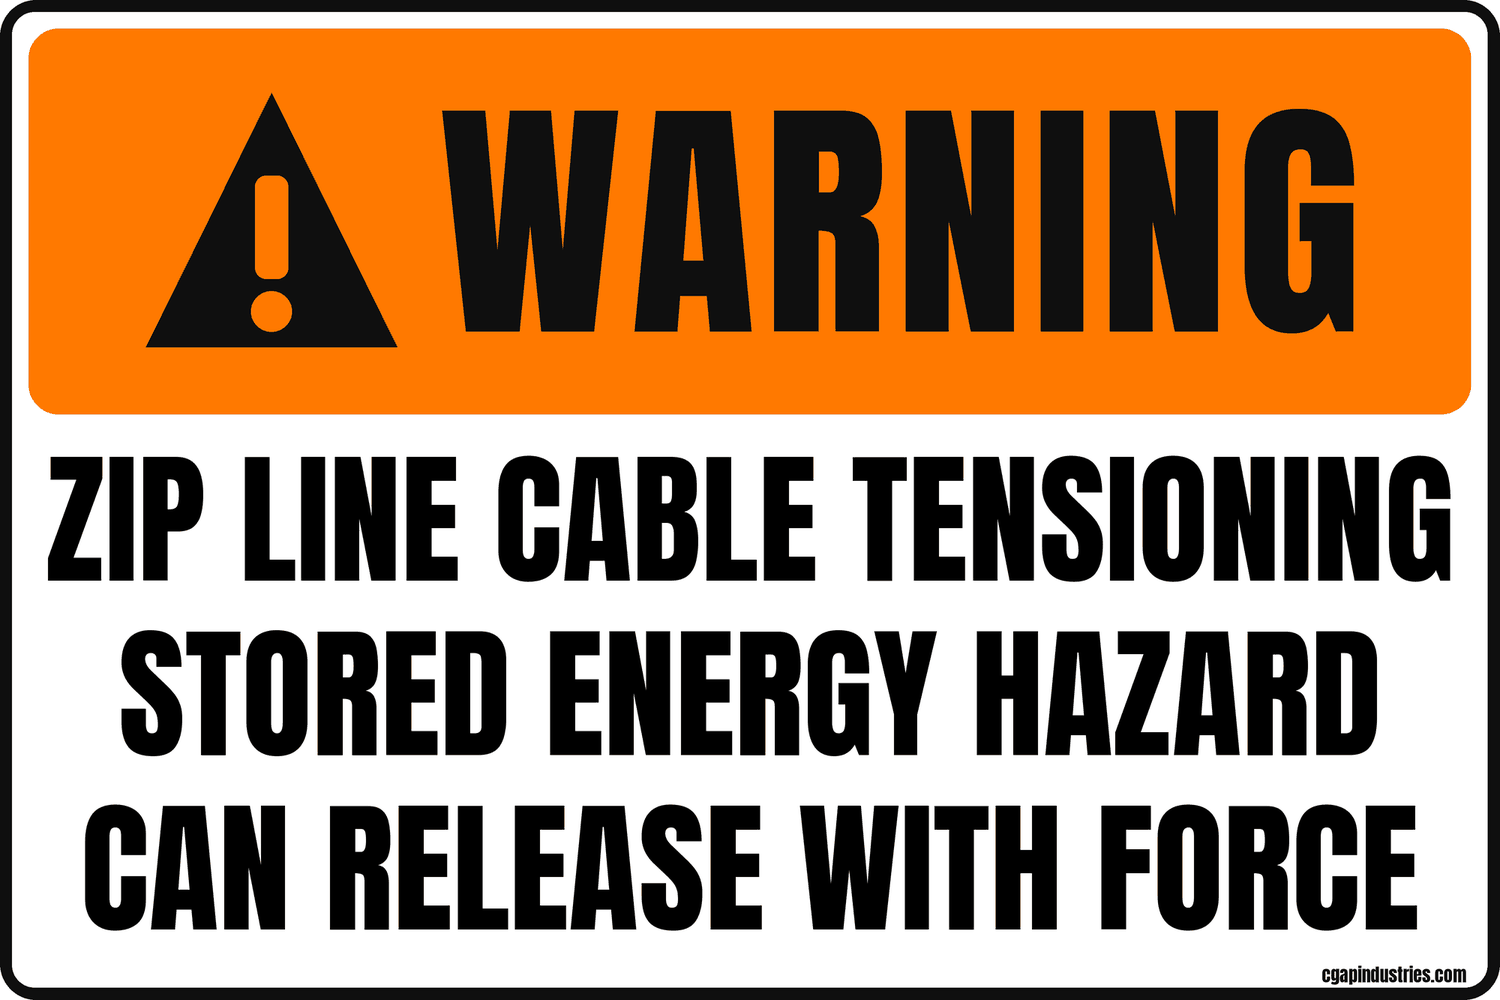 WARNING
ZIP LINE CABLE TENSIONING
STORED ENERGY HAZARD
CAN RELEASE WITH FORCE
cgapindustries.com